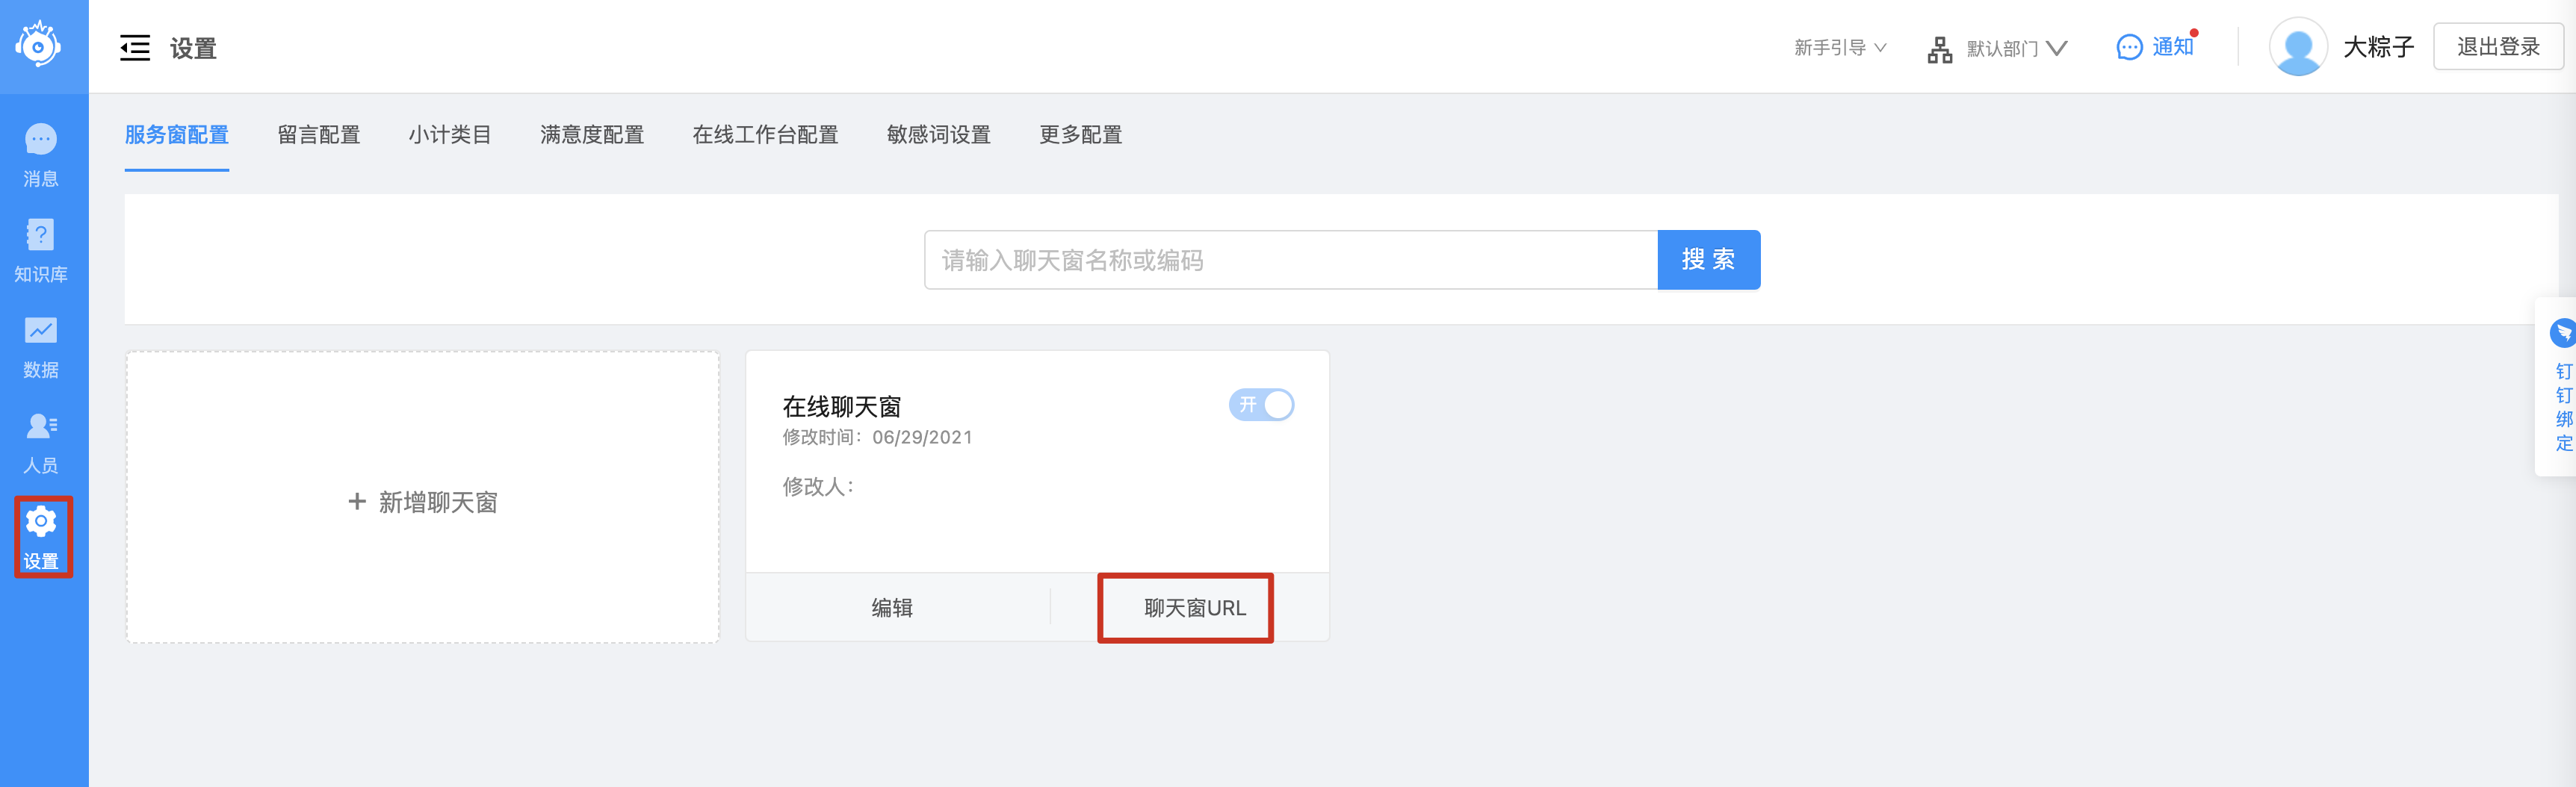 设置
新手引导
默认部门
通知
大粽子
退出登录
消息
知识库
数据
人员
设置
服务窗配置
留言配置
小计类目
满意度配置
在线工作台配置
敏感词设置
更多配置
请输入聊天窗名称或编码
搜 索
+ 新增聊天窗
在线聊天窗
开
修改时间：06/29/2021
修改人：
编辑
聊天窗URL
钉
钉
绑
定